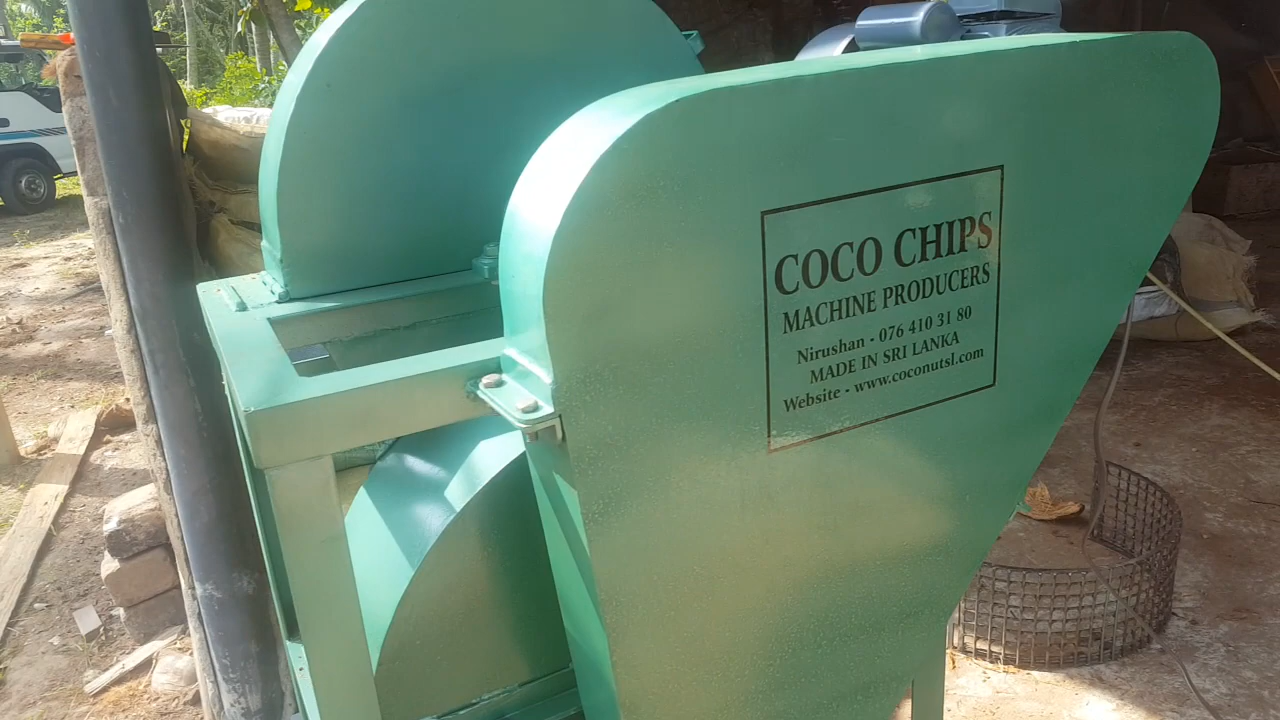 COCO CHIPS
MACHINE PRODUCERS
Nirushan - 076 410 31 80
MADE IN SRI LANKA
Website - www.coconutsl.com